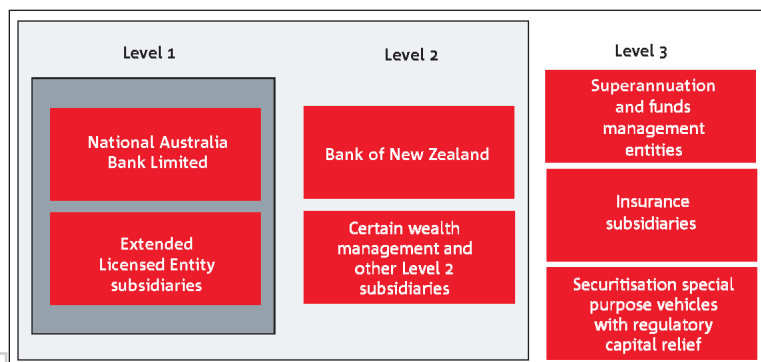 Level 1
National Australia
Bank Limited
Extended
Licensed Entity
subsidiaries
Level 2
Bank of New Zealand
Certain wealth
management and
other Level 2
subsidiaries
Level 3
Superannuation
and funds
management
entities
Insurance
subsidiaries
Securitisation special
purpose vehicles
with regulatory
capital relief